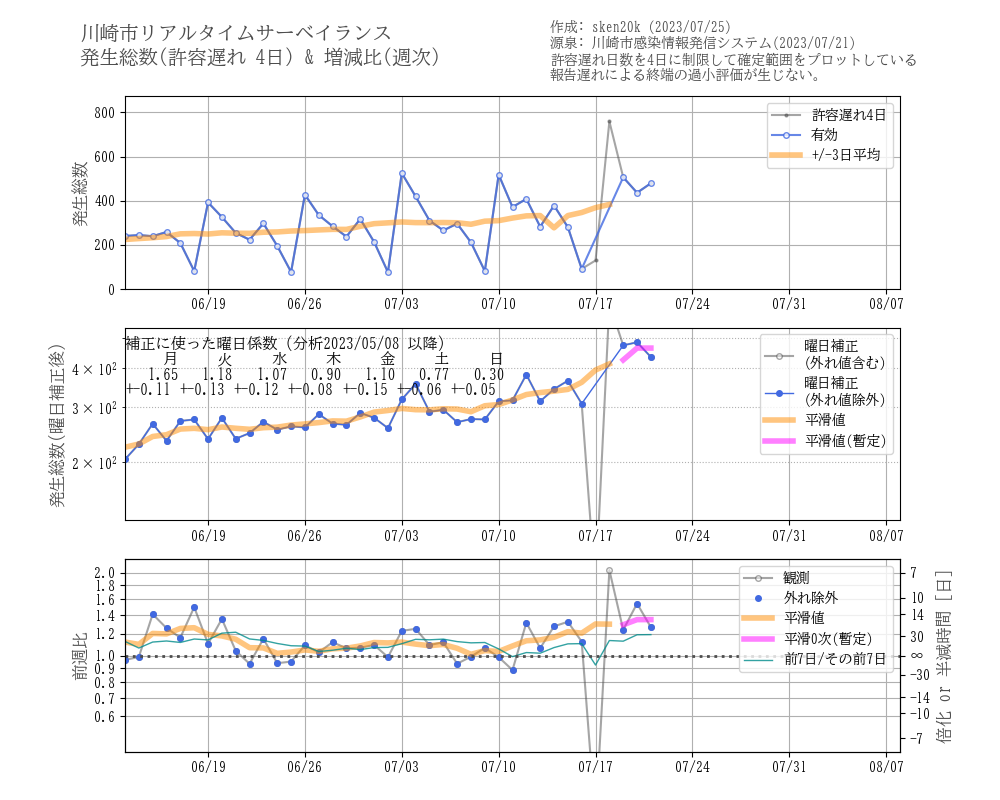 川崎市リアルタイムサーベイランス
発生総数(許容遅れ 4日) & 増減比(週次)
作成: sken20k (2023/07/25)
源泉: 川崎市感染情報発信システム(2023/07/21)
許容遅れ日数を4日に制限して確定範囲をプロットしている
報告遅れによる終端の過小評価が生じない。
発生総数
800
600
400
200
0
許容遅れ4日
有効
+/-3日平均
06/19 06/26 07/03 07/10 07/17 07/24 07/31 08/07
発生総数(曜日補正後)
4 × 10²
3 × 10²
2 × 10²
補正に使った曜日係数 (分析2023/05/08 以降)
月 火 水 木 金 土 日
1.65 1.18 1.07 0.90 1.10 0.77 0.30
+-0.11 +-0.13 +-0.12 +-0.08 +-0.15 +-0.06 +-0.05
曜日補正
(外れ値含む)
曜日補正
(外れ値除外)
平滑値
平滑値(暫定)
06/19 06/26 07/03 07/10 07/17 07/24 07/31 08/07
前週比
2.0
1.8
1.6
1.4
1.2
1.0
0.9
0.8
0.7
0.6
観測
外れ除外
平滑値
平滑0次(暫定)
前7日/その前7日
7
10
14
30
∞
-30
-14
-10
-7
倍化 or 半減時間 [日]
06/19 06/26 07/03 07/10 07/17 07/24 07/31 08/07